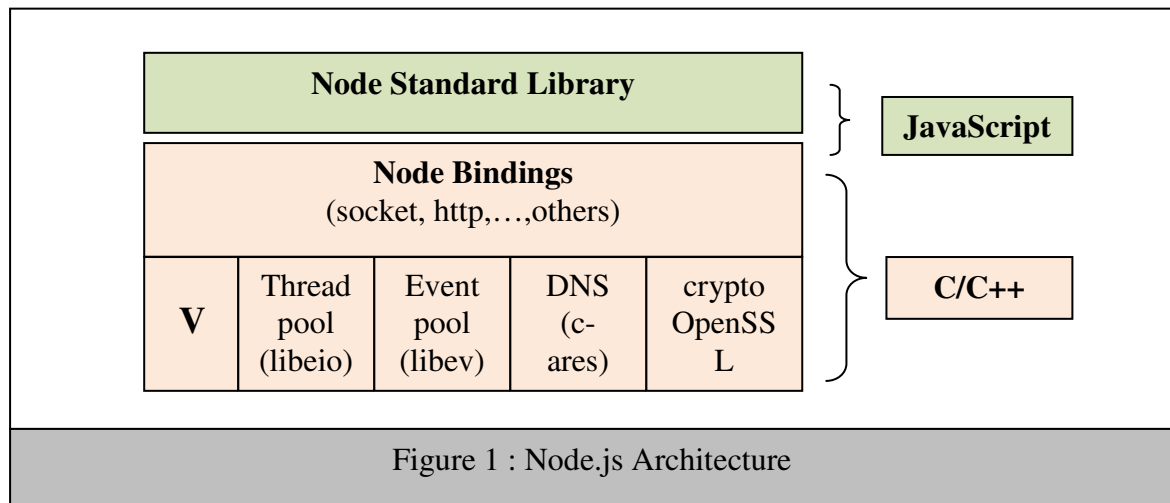 Node Standard Library
JavaScript
Node Bindings
(socket, http,…,others)
C/C++
V
Thread
pool
(libeio)
Event
pool
(libev)
DNS
(c-
ares)
crypto
OpenSS
L
Figure 1 : Node.js Architecture